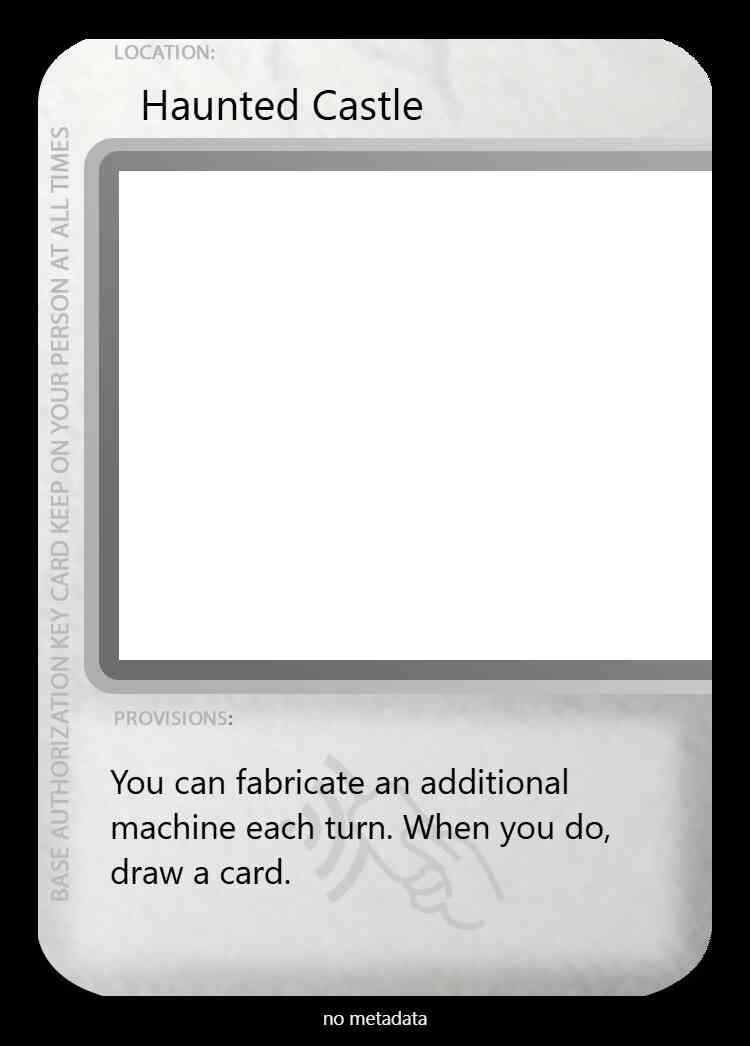 LOCATION:
Haunted Castle
BASE AUTHORIZATION KEY CARD KEEP ON YOUR PERSON AT ALL TIMES
PROVISIONS:
You can fabricate an additional
machine each turn. When you do,
draw a card.
no metadata